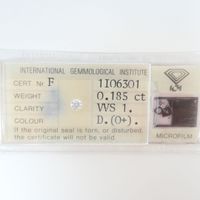 INTERNATIONAL GEMMOLOGICAL INSTITUTE
CERT Nr F 1I06301
WEIGHT 0.185 ct
CLARITY VVS 1.
COLOUR D.(O+).
If the original seal is torn, or disturbed,
the certificate will not be valid.
IGI
MICROFILM